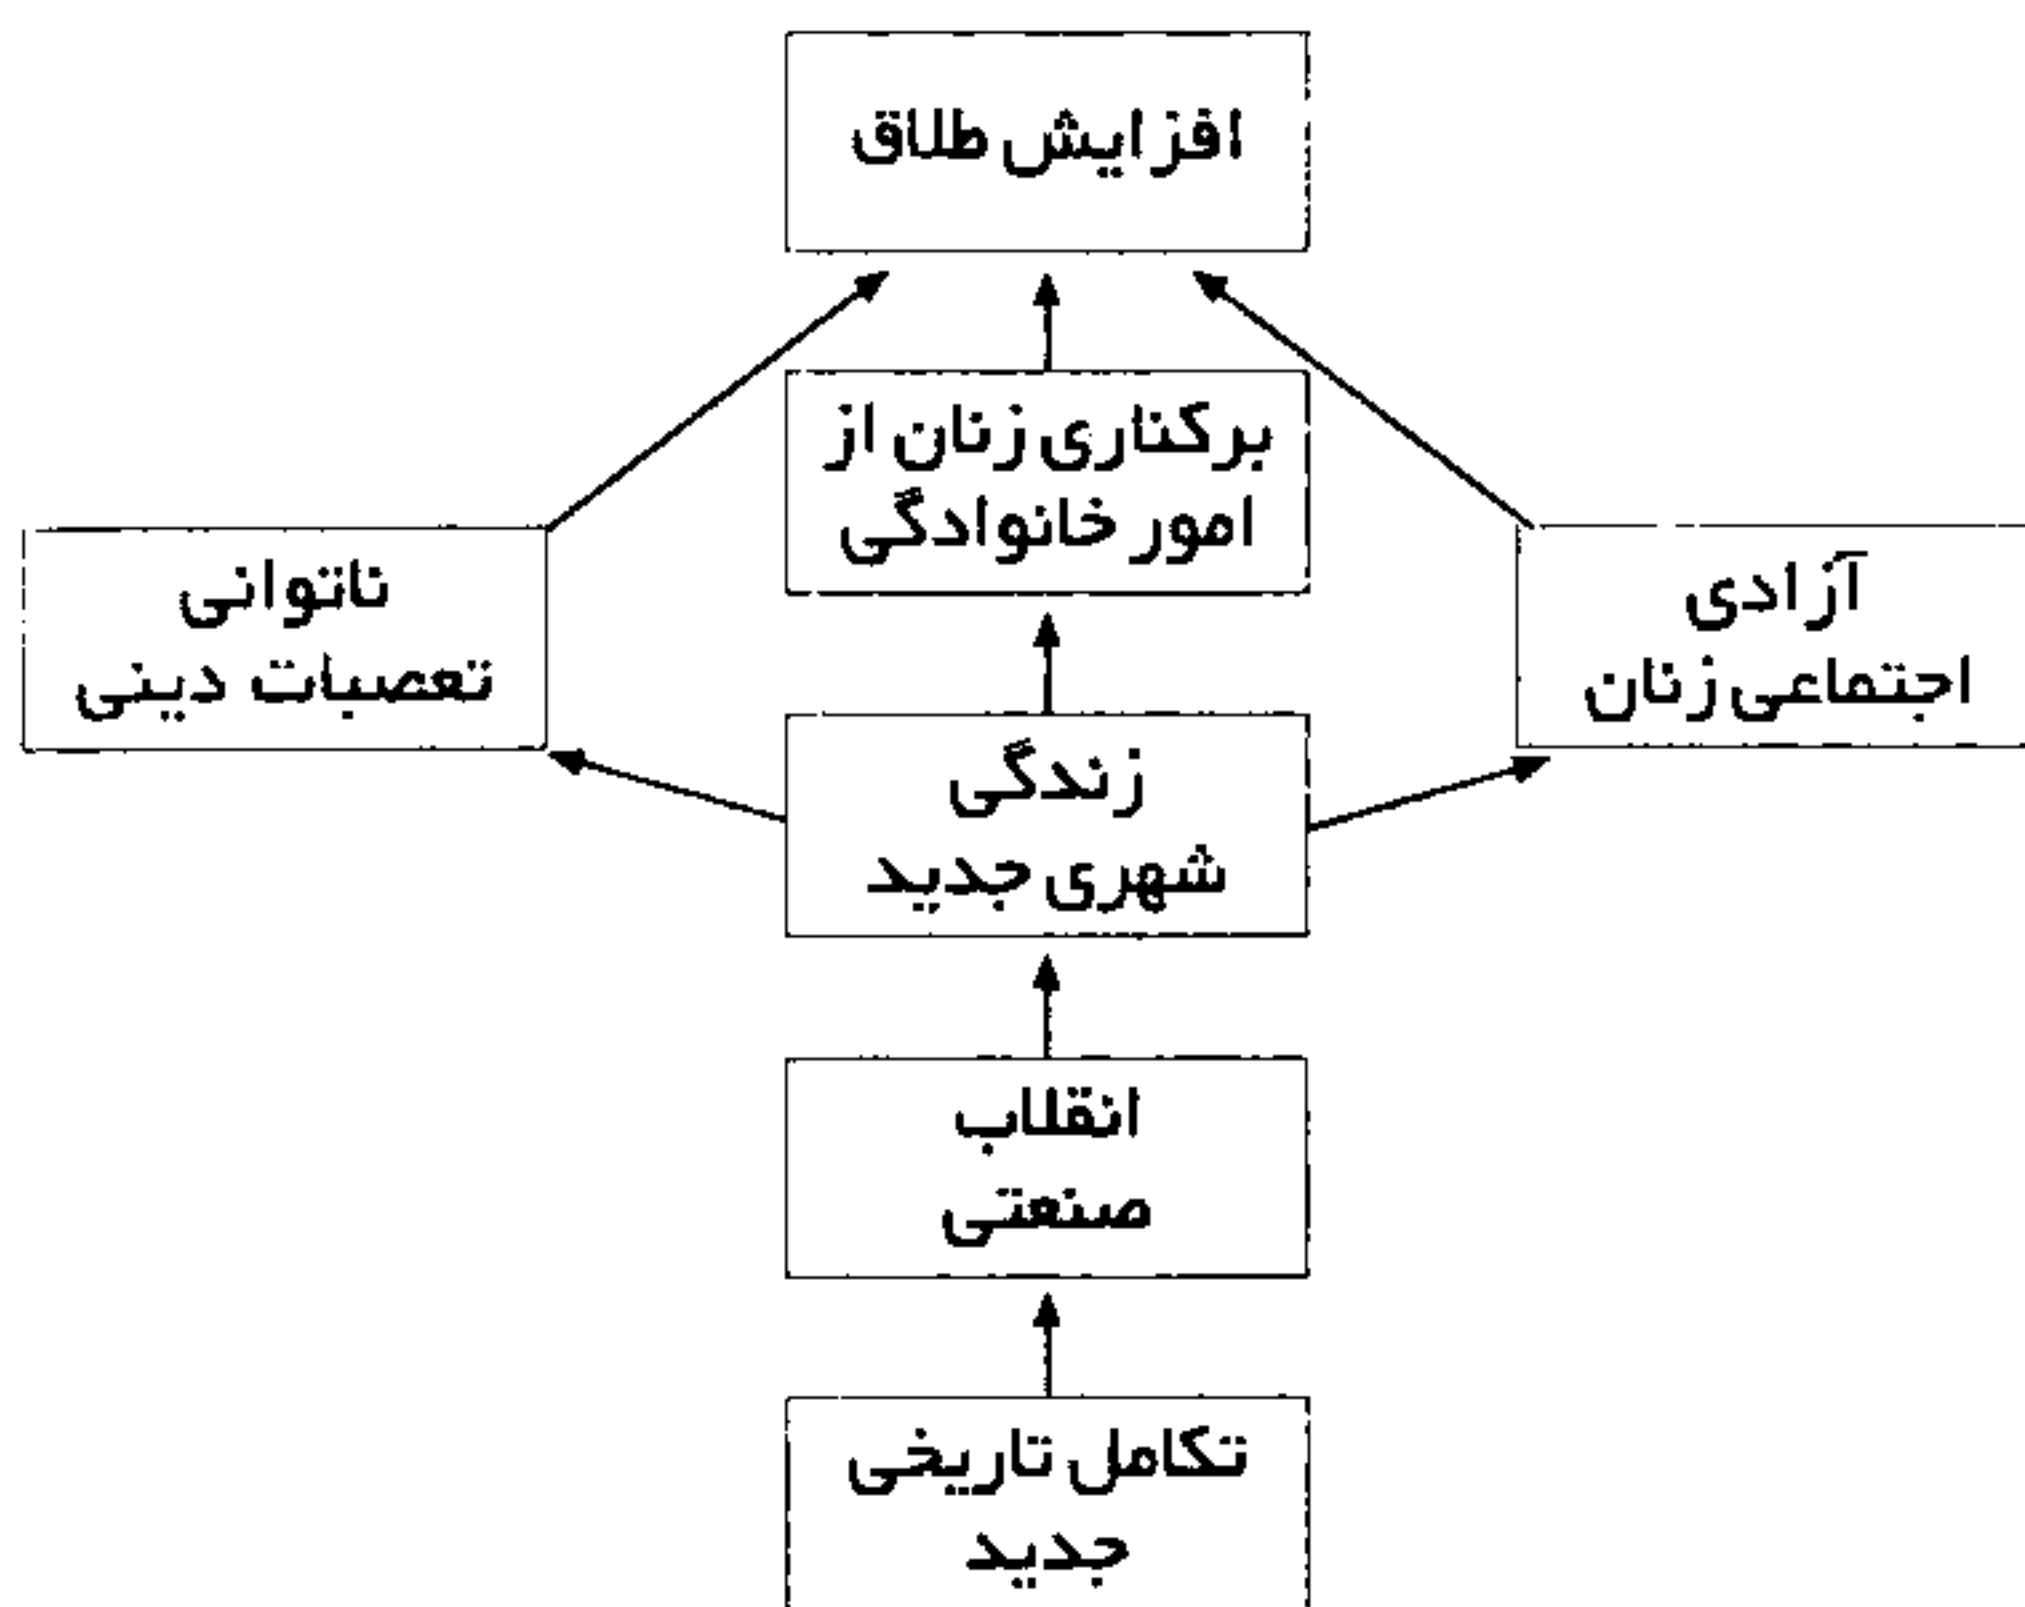 افزایش طلاق
برکناری زنان از
امور خانوادگی
آزادی
اجتماعی زنان
ناتوانی
تعصبات دینی
زندگی
شهری جدید
انقلاب
صنعتی
تکامل تاریخی
جدید